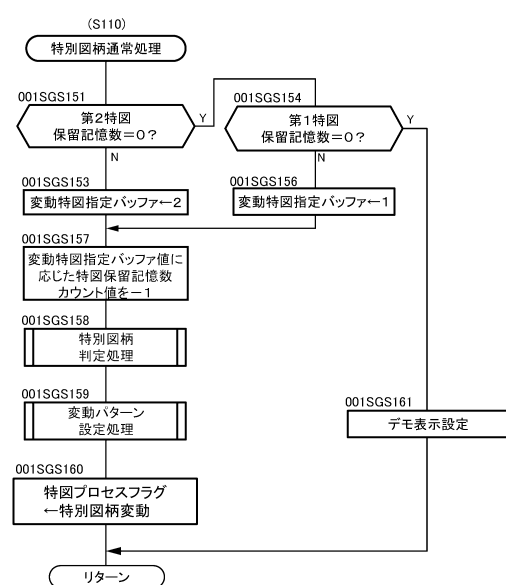 (S110)
特別図柄通常処理
001SGS151
第2特図
保留記憶数=0?
Y
N
001SGS154
第1特図
保留記憶数=0?
Y
N
001SGS153
変動特図指定バッファ←2
001SGS156
変動特図指定バッファ←1
001SGS157
変動特図指定バッファ値に
応じた特図保留記憶数
カウント値を-1
001SGS158
特別図柄
判定処理
001SGS159
変動パターン
設定処理
001SGS161
デモ表示設定
001SGS160
特図プロセスフラグ
←特別図柄変動
リターン